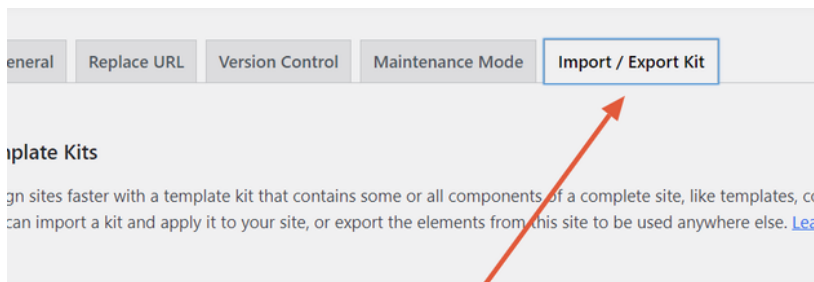 eneral Replace URL Version Control Maintenance Mode Import / Export Kit
nplate Kits
gn sites faster with a template kit that contains some or all components of a complete site, like templates, co
can import a kit and apply it to your site, or export the elements from this site to be used anywhere else. Lea